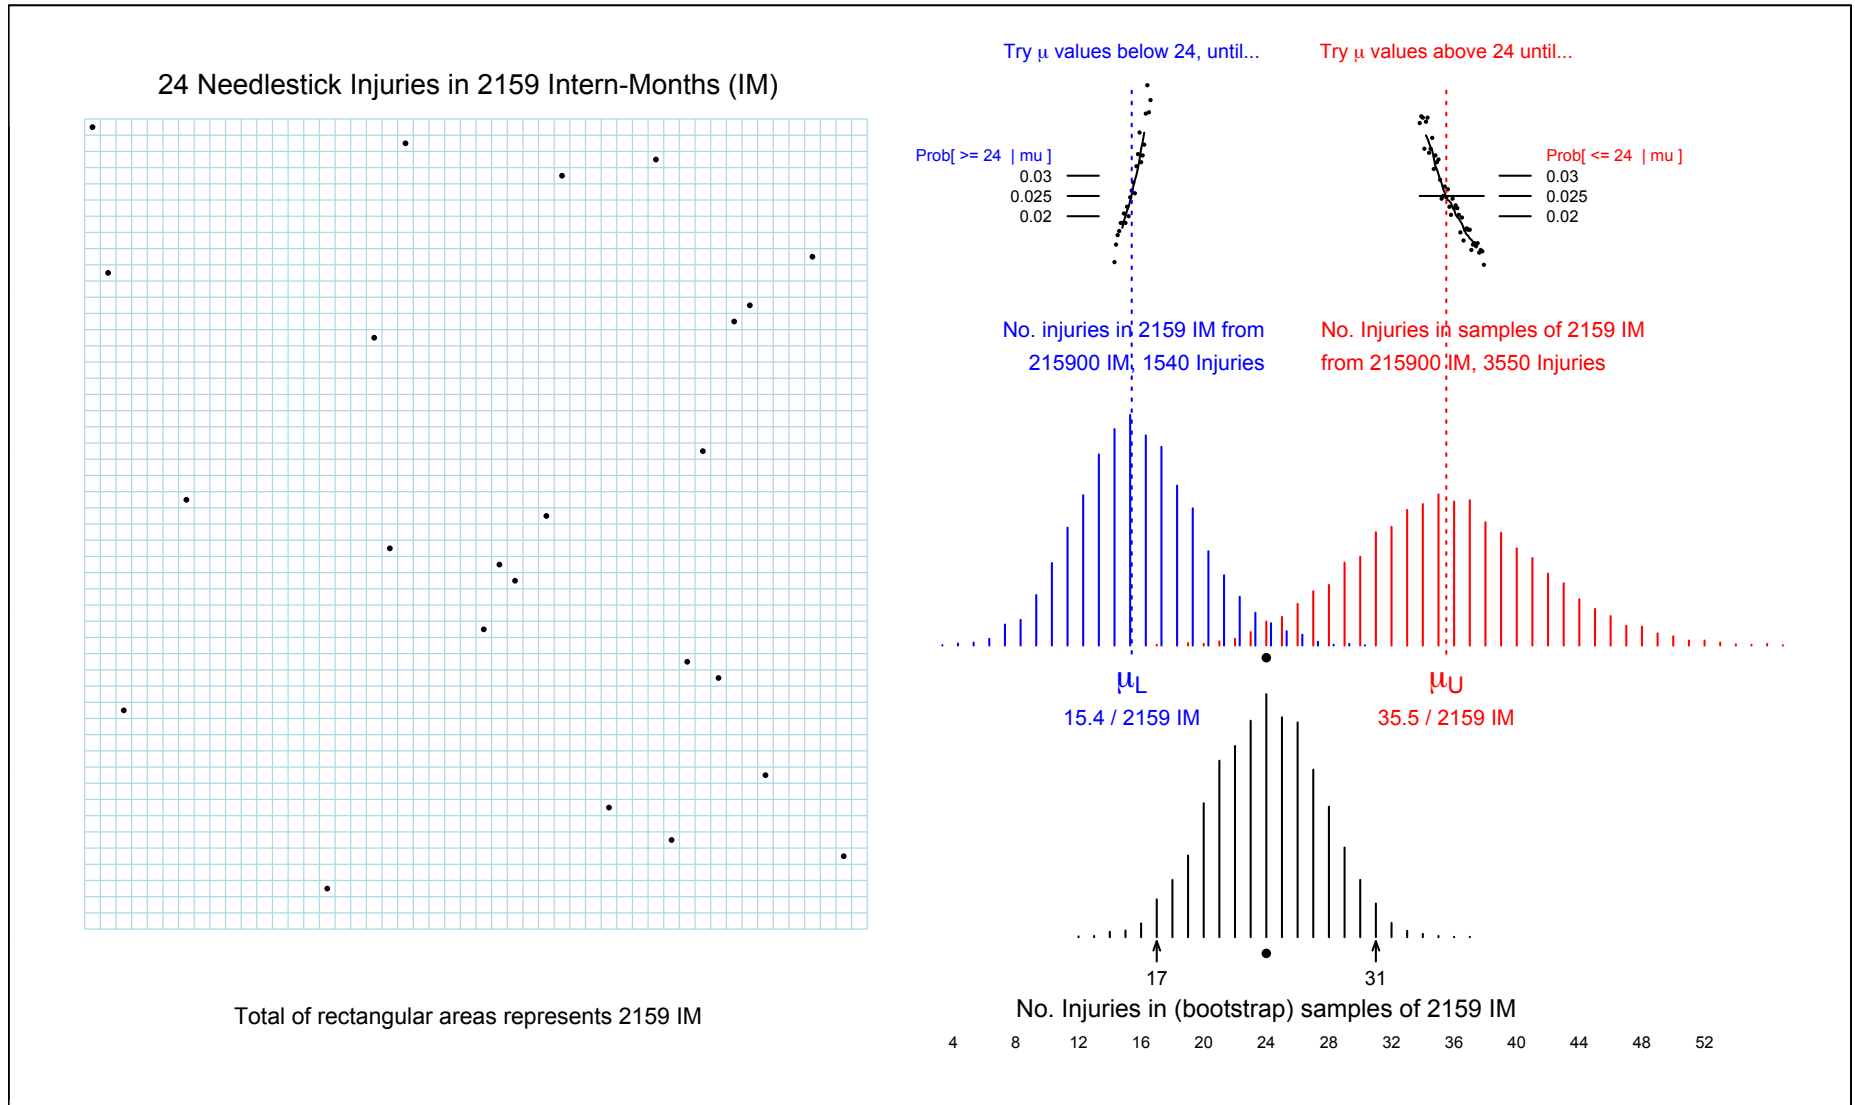 24 Needlestick Injuries in 2159 Intern-Months (IM)
Total of rectangular areas represents 2159 IM
Try μ values below 24, until...
Try μ values above 24 until...
Prob[ >= 24 | mu ]
0.03
0.025
0.02
Prob[ <= 24 | mu ]
0.03
0.025
0.02
No. injuries in 2159 IM from
215900 IM, 1540 Injuries
No. Injuries in samples of 2159 IM
from 215900 IM, 3550 Injuries
μL
15.4 / 2159 IM
μU
35.5 / 2159 IM
17
31
No. Injuries in (bootstrap) samples of 2159 IM
4 8 12 16 20 24 28 32 36 40 44 48 52